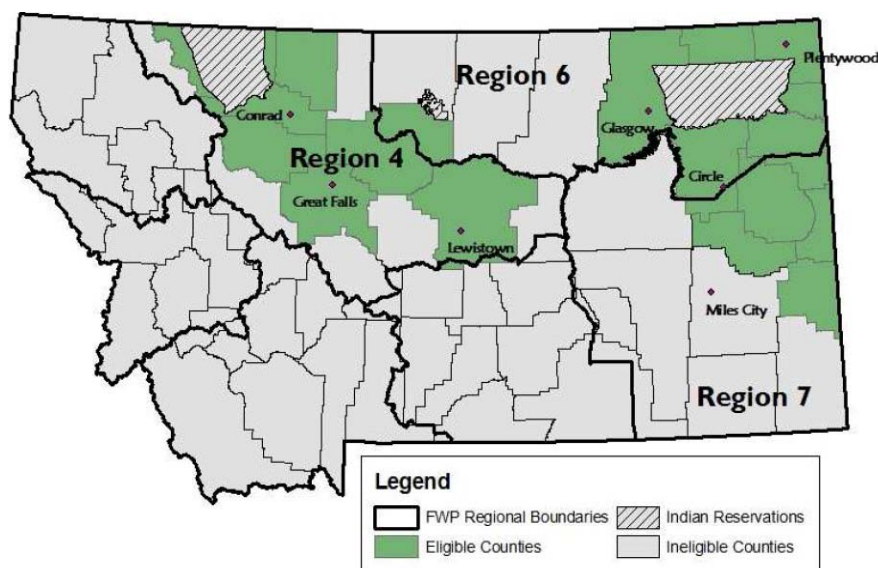 Plentywood
Region 6
Conrad
Glasgow
Region 4
Circle
Great Falls
Lewistown
Miles City
Region 7
Legend
FWP Regional Boundaries
Indian Reservations
Eligible Counties
Ineligible Counties